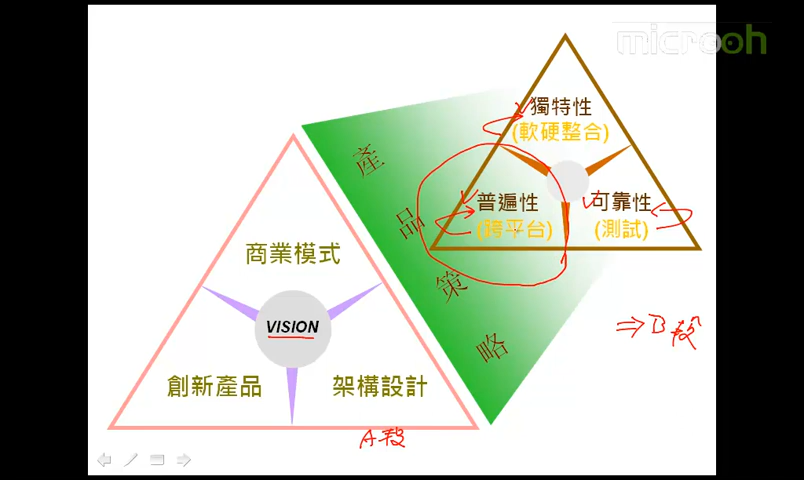 microoh
獨特性
(軟硬整合)
產品策略
普遍性
(跨平台)
可靠性
(測試)
商業模式
VISION
創新產品
架構設計
⇒ B段
A段